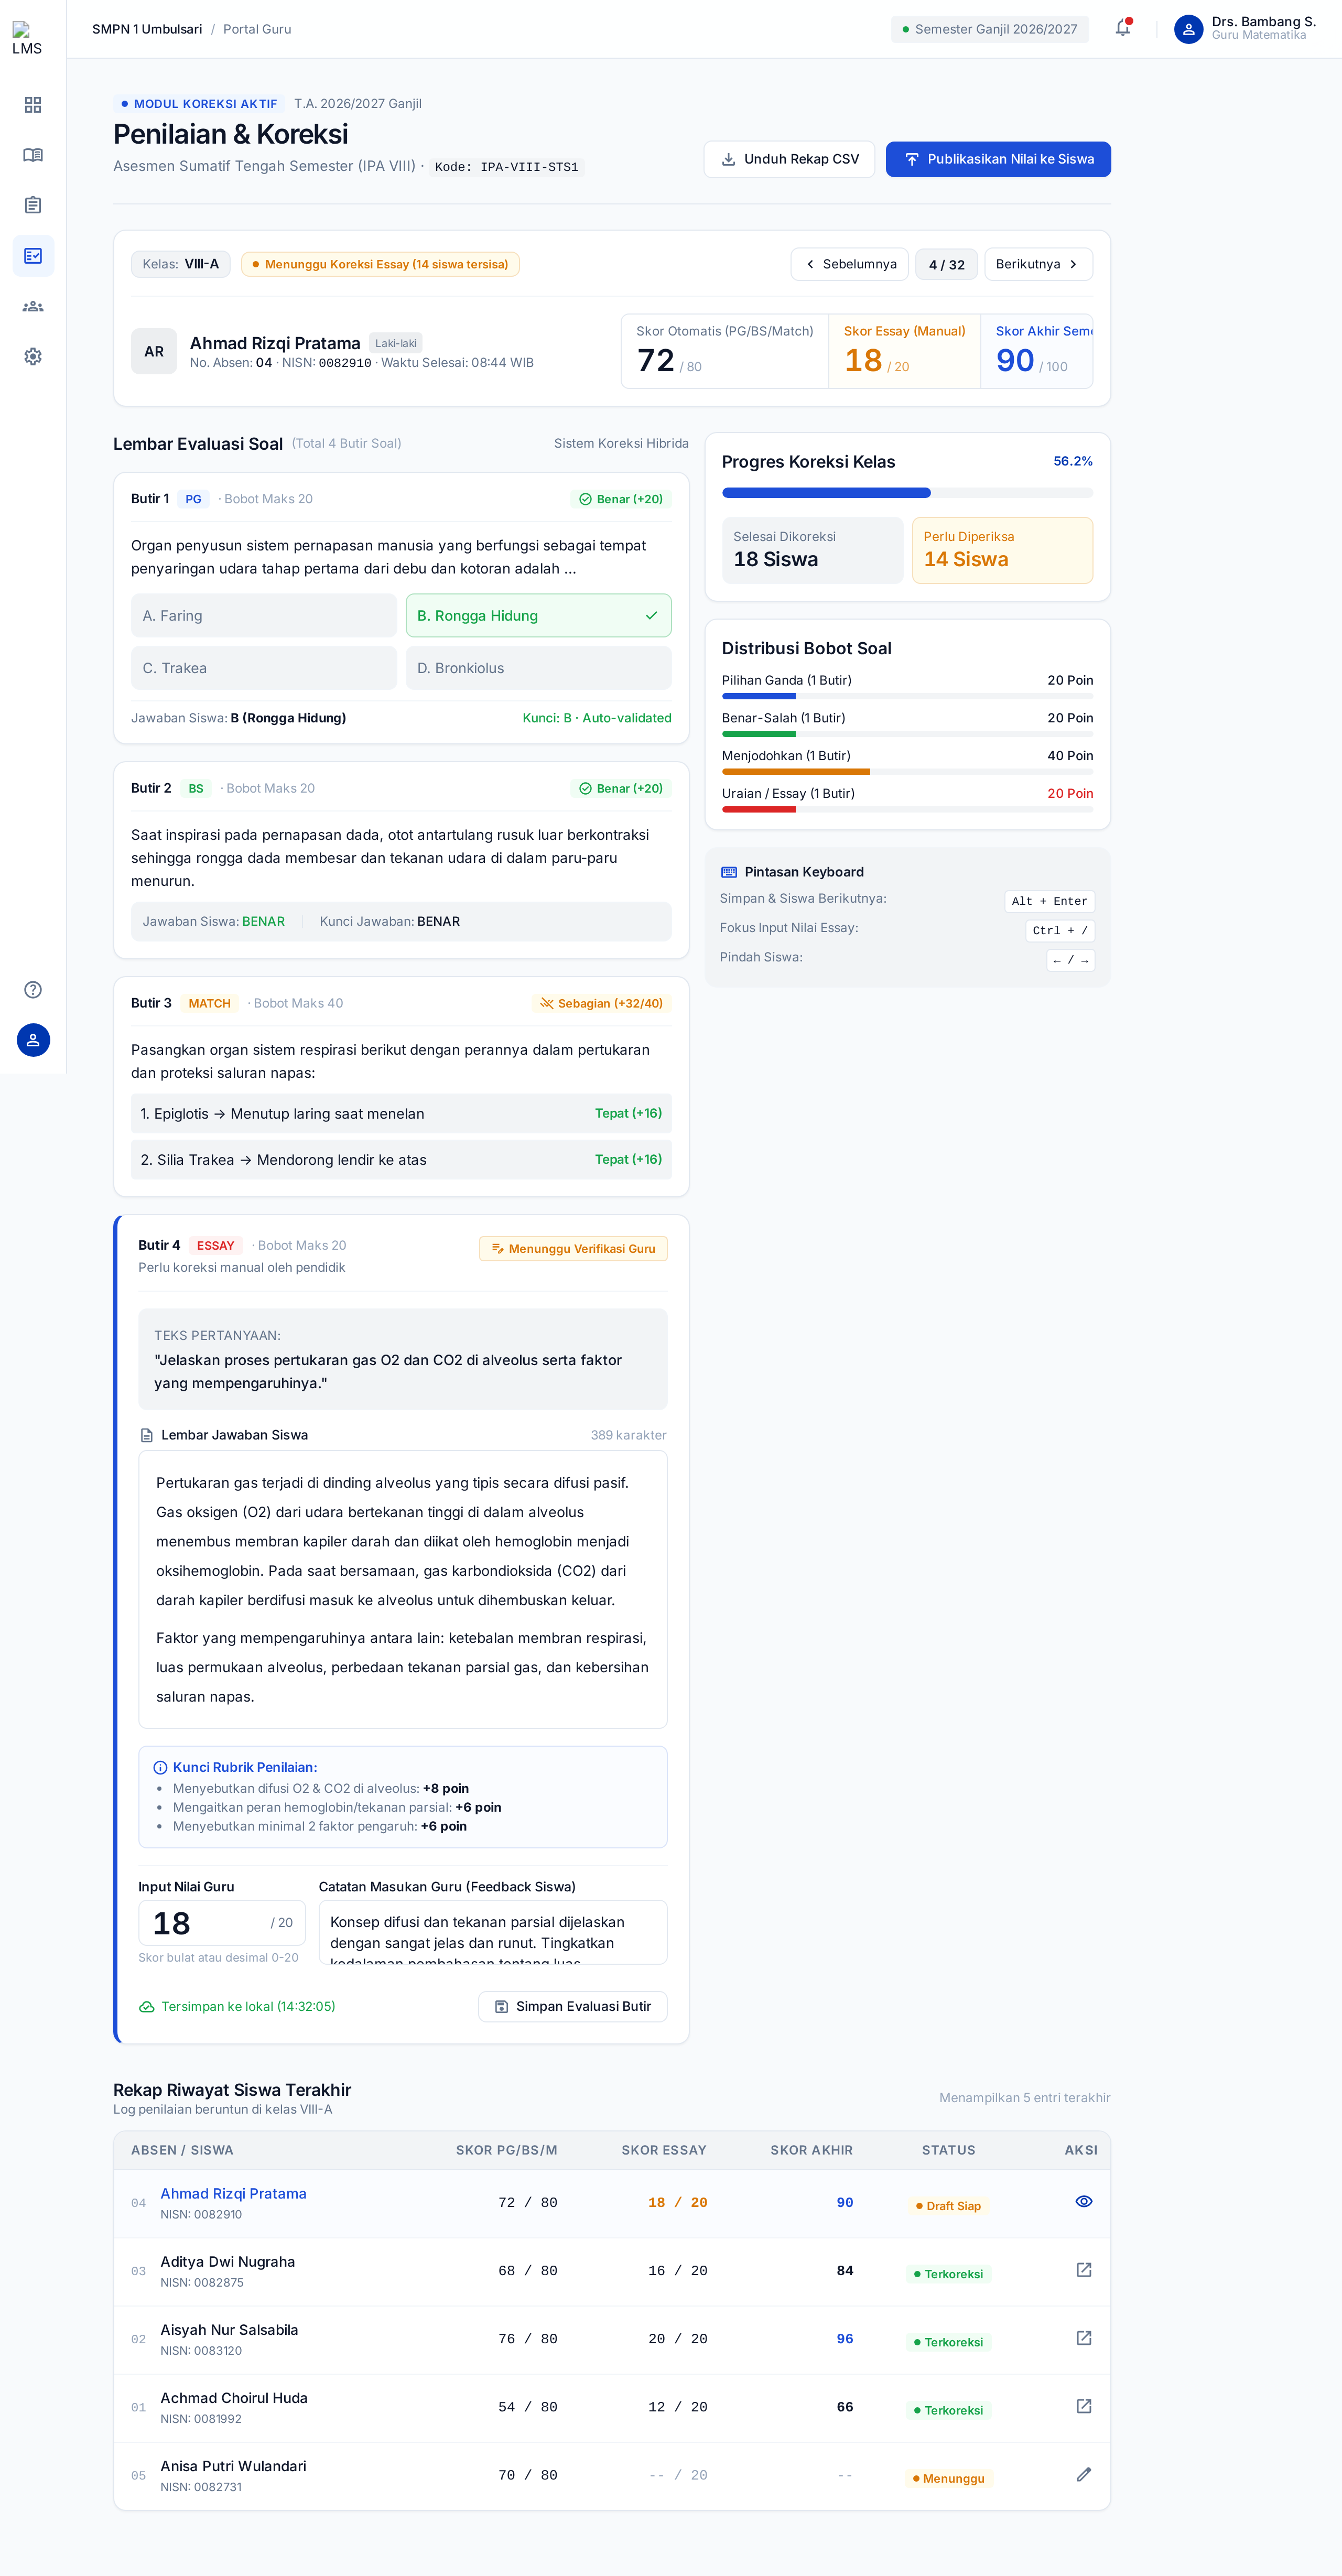 LMS
SMPN 1 Umbulsari / Portal Guru
Semester Ganjil 2026/2027
Drs. Bambang S.
Guru Matematika
MODUL KOREKSI AKTIF T.A. 2026/2027 Ganjil
Penilaian & Koreksi
Asesmen Sumatif Tengah Semester (IPA VIII) · Kode: IPA-VIII-STS1
Unduh Rekap CSV
Publikasikan Nilai ke Siswa
Kelas: VIII-A
Menunggu Koreksi Essay (14 siswa tersisa)
Sebelumnya
4 / 32
Berikutnya
AR
Ahmad Rizqi Pratama Laki-laki
No. Absen: 04 · NISN: 0082910 · Waktu Selesai: 08:44 WIB
Skor Otomatis (PG/BS/Match)
72 / 80
Skor Essay (Manual)
18 / 20
Skor Akhir Seme
90 / 100
Lembar Evaluasi Soal (Total 4 Butir Soal)
Sistem Koreksi Hibrida
Butir 1 PG · Bobot Maks 20
Benar (+20)
Organ penyusun sistem pernapasan manusia yang berfungsi sebagai tempat
penyaringan udara tahap pertama dari debu dan kotoran adalah ...
A. Faring
B. Rongga Hidung
C. Trakea
D. Bronkiolus
Jawaban Siswa: B (Rongga Hidung)
Kunci: B · Auto-validated
Butir 2 BS · Bobot Maks 20
Benar (+20)
Saat inspirasi pada pernapasan dada, otot antartulang rusuk luar berkontraksi
sehingga rongga dada membesar dan tekanan udara di dalam paru-paru
menurun.
Jawaban Siswa: BENAR
Kunci Jawaban: BENAR
Butir 3 MATCH · Bobot Maks 40
Sebagian (+32/40)
Pasangkan organ sistem respirasi berikut dengan perannya dalam pertukaran
dan proteksi saluran napas:
1. Epiglotis → Menutup laring saat menelan
Tepat (+16)
2. Silia Trakea → Mendorong lendir ke atas
Tepat (+16)
Butir 4 ESSAY · Bobot Maks 20
Perlu koreksi manual oleh pendidik
Menunggu Verifikasi Guru
TEKS PERTANYAAN:
"Jelaskan proses pertukaran gas O2 dan CO2 di alveolus serta faktor
yang mempengaruhinya."
Lembar Jawaban Siswa
389 karakter
Pertukaran gas terjadi di dinding alveolus yang tipis secara difusi pasif.
Gas oksigen (O2) dari udara bertekanan tinggi di dalam alveolus
menembus membran kapiler darah dan diikat oleh hemoglobin menjadi
oksihemoglobin. Pada saat bersamaan, gas karbondioksida (CO2) dari
darah kapiler berdifusi masuk ke alveolus untuk dihembuskan keluar.
Faktor yang mempengaruhinya antara lain: ketebalan membran respirasi,
luas permukaan alveolus, perbedaan tekanan parsial gas, dan kebersihan
saluran napas.
Kunci Rubrik Penilaian:
• Menyebutkan difusi O2 & CO2 di alveolus: +8 poin
• Mengaitkan peran hemoglobin/tekanan parsial: +6 poin
• Menyebutkan minimal 2 faktor pengaruh: +6 poin
Input Nilai Guru
18 / 20
Skor bulat atau desimal 0-20
Catatan Masukan Guru (Feedback Siswa)
Konsep difusi dan tekanan parsial dijelaskan
dengan sangat jelas dan runut. Tingkatkan
kedalaman pembahasan tentang luas
Tersimpan ke lokal (14:32:05)
Simpan Evaluasi Butir
Progres Koreksi Kelas
56.2%
Selesai Dikoreksi
18 Siswa
Perlu Diperiksa
14 Siswa
Distribusi Bobot Soal
Pilihan Ganda (1 Butir) 20 Poin
Benar-Salah (1 Butir) 20 Poin
Menjodohkan (1 Butir) 40 Poin
Uraian / Essay (1 Butir) 20 Poin
Pintasan Keyboard
Simpan & Siswa Berikutnya: Alt + Enter
Fokus Input Nilai Essay: Ctrl + /
Pindah Siswa: ← / →
Rekap Riwayat Siswa Terakhir
Log penilaian beruntun di kelas VIII-A
Menampilkan 5 entri terakhir
ABSEN / SISWA SKOR PG/BS/M SKOR ESSAY SKOR AKHIR STATUS AKSI
04 Ahmad Rizqi Pratama 72 / 80 18 / 20 90 Draft Siap
NISN: 0082910
03 Aditya Dwi Nugraha 68 / 80 16 / 20 84 Terkoreksi
NISN: 0082875
02 Aisyah Nur Salsabila 76 / 80 20 / 20 96 Terkoreksi
NISN: 0083120
01 Achmad Choirul Huda 54 / 80 12 / 20 66 Terkoreksi
NISN: 0081992
05 Anisa Putri Wulandari 70 / 80 -- / 20 -- Menunggu
NISN: 0082731